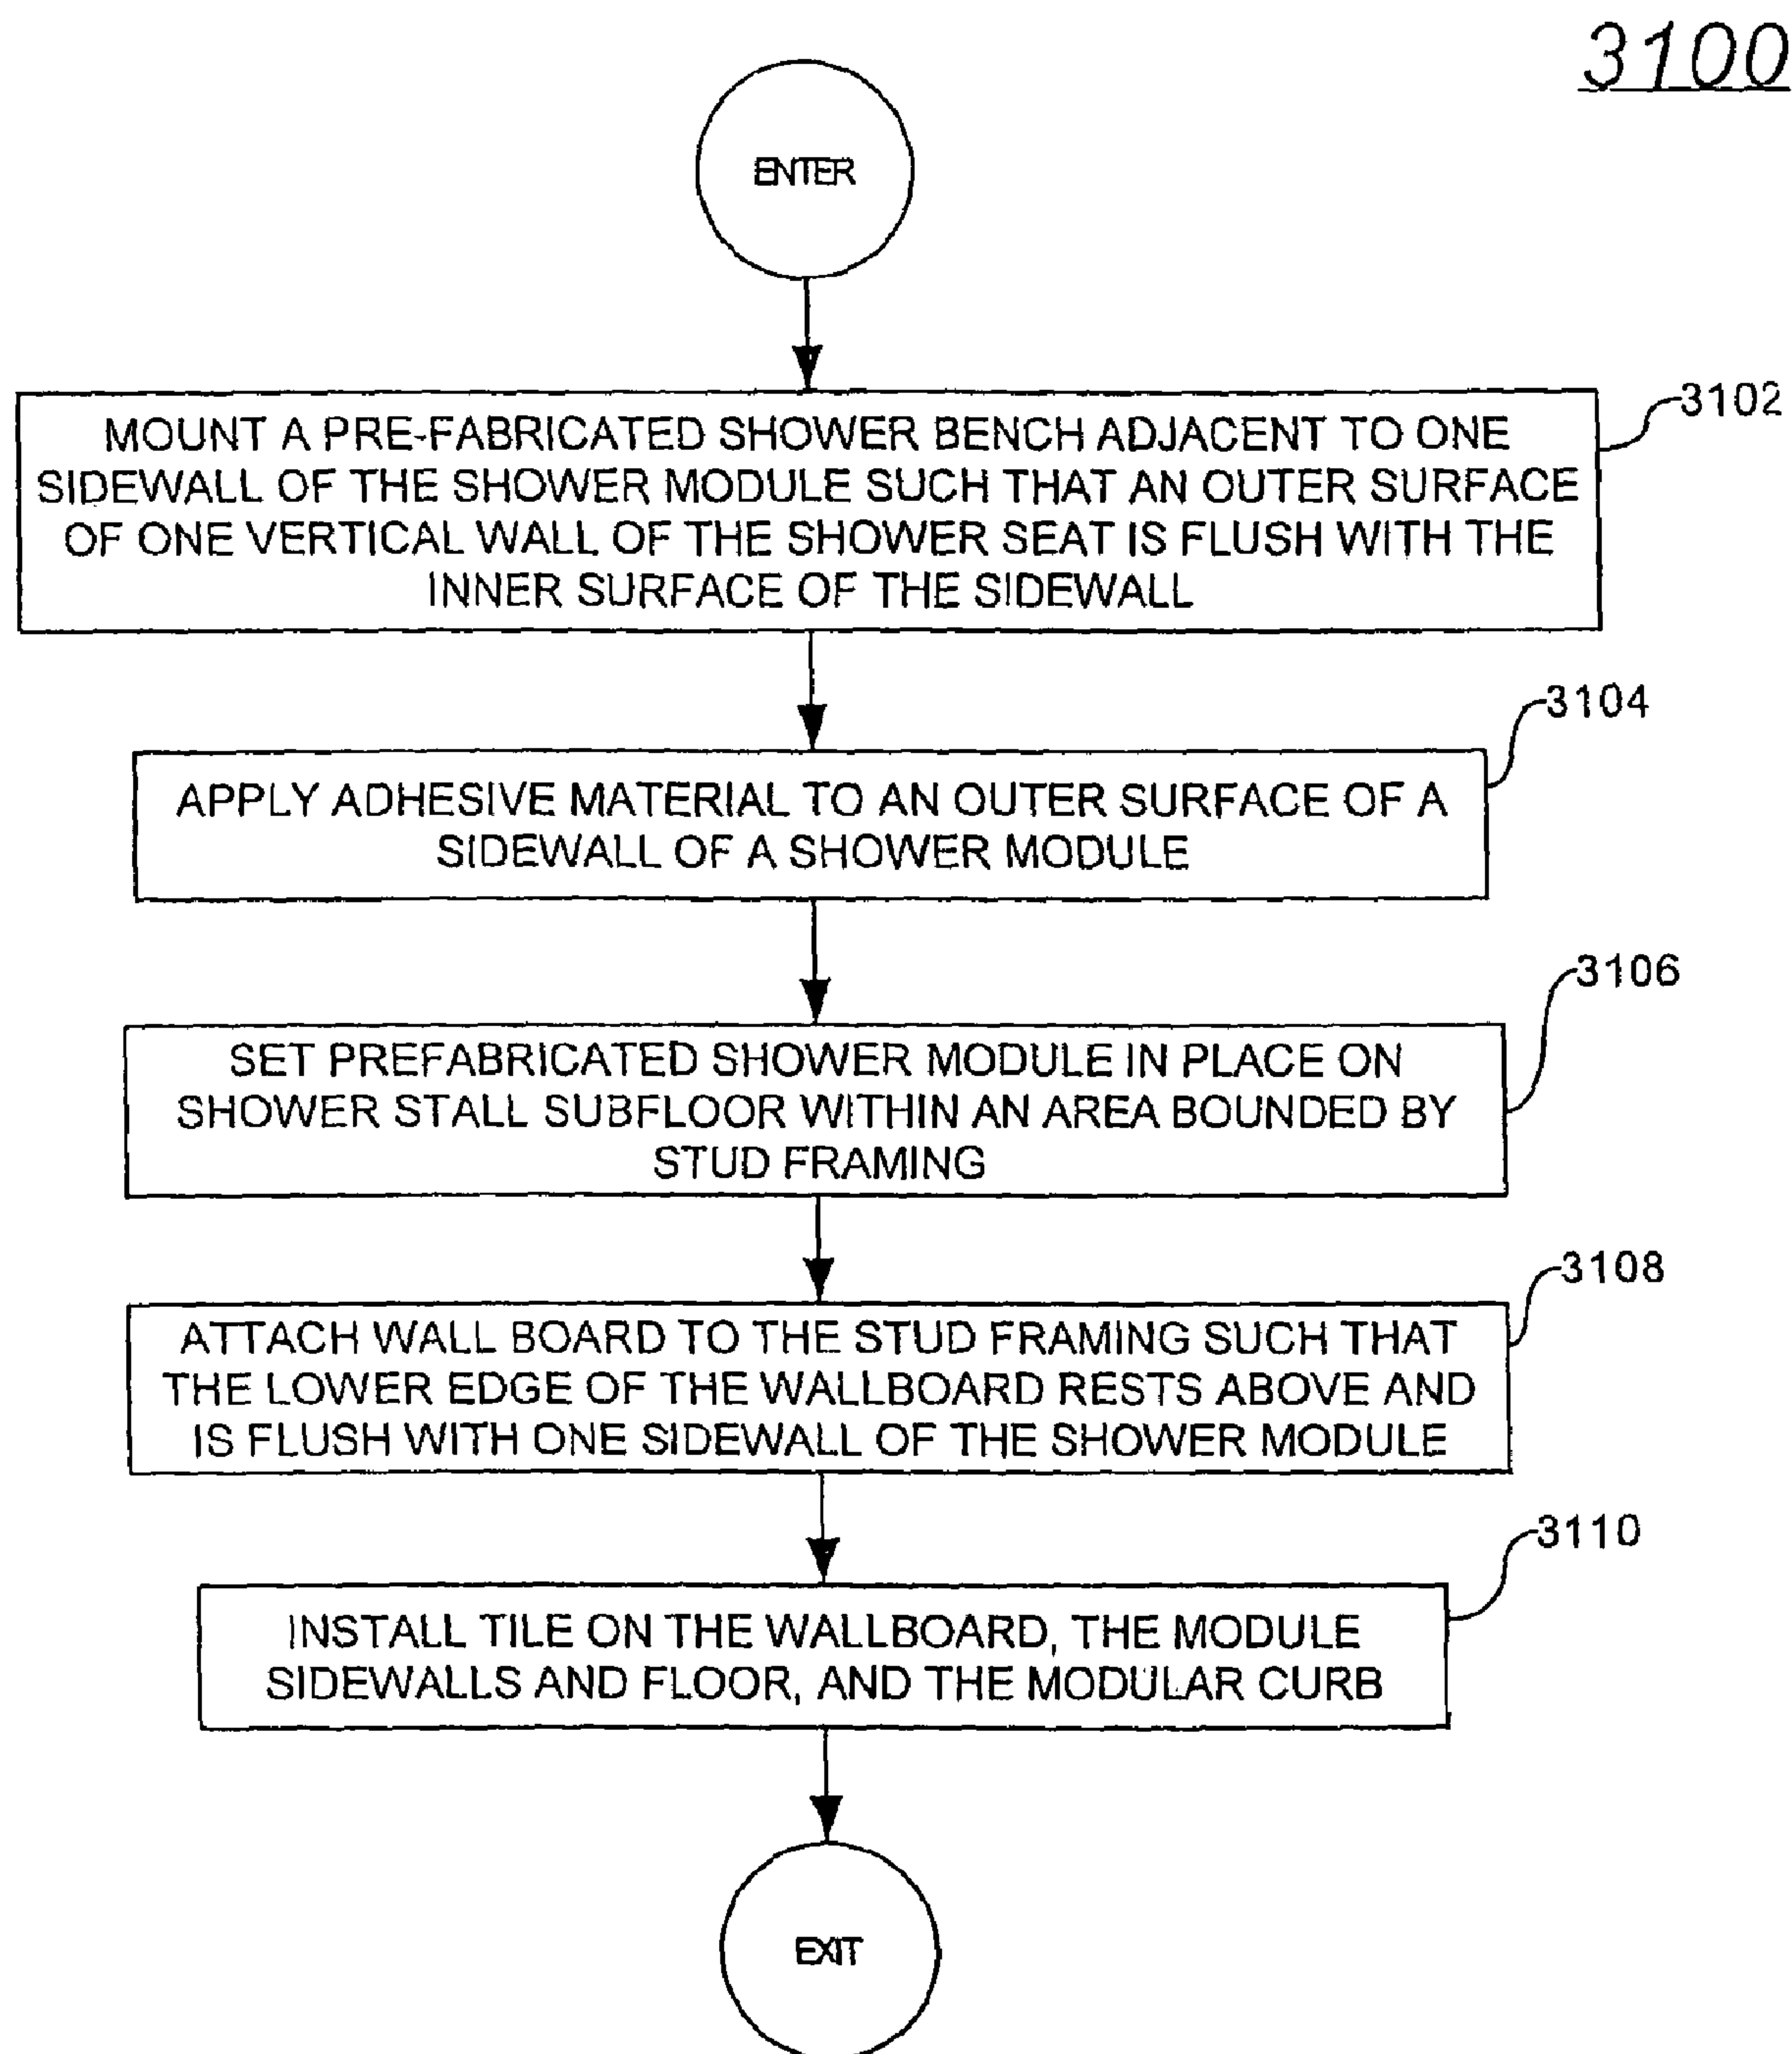 3100
ENTER
MOUNT A PRE-FABRICATED SHOWER BENCH ADJACENT TO ONE
SIDEWALL OF THE SHOWER MODULE SUCH THAT AN OUTER SURFACE
OF ONE VERTICAL WALL OF THE SHOWER SEAT IS FLUSH WITH THE
INNER SURFACE OF THE SIDEWALL
3102
APPLY ADHESIVE MATERIAL TO AN OUTER SURFACE OF A
SIDEWALL OF A SHOWER MODULE
3104
SET PREFABRICATED SHOWER MODULE IN PLACE ON
SHOWER STALL SUBFLOOR WITHIN AN AREA BOUNDED BY
STUD FRAMING
3106
ATTACH WALL BOARD TO THE STUD FRAMING SUCH THAT
THE LOWER EDGE OF THE WALLBOARD RESTS ABOVE AND
IS FLUSH WITH ONE SIDEWALL OF THE SHOWER MODULE
3108
INSTALL TILE ON THE WALLBOARD, THE MODULE
SIDEWALLS AND FLOOR, AND THE MODULAR CURB
3110
EXIT